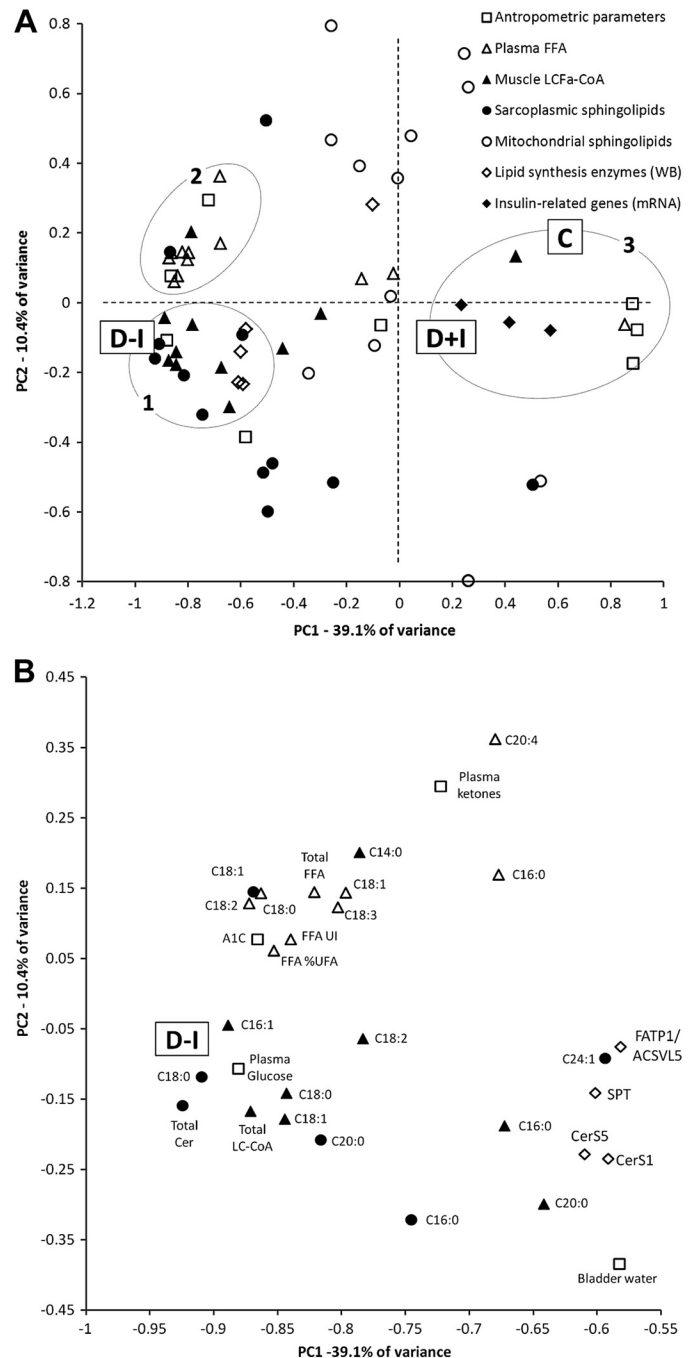 A
Antropometric parameters
Plasma FFA
Muscle LCFa-CoA
Sarcoplasmic sphingolipids
Mitochondrial sphingolipids
Lipid synthesis enzymes (WB)
Insulin-related genes (mRNA)
0.8
0.6
0.4
0.2
0
-0.2
-0.4
-0.6
-0.8
PC2 - 10.4% of variance
2
C
3
D-I
D+I
1
-1.2
-1
-0.8
-0.6
-0.4
-0.2
0
0.2
0.4
0.6
0.8
1
PC1 - 39.1% of variance
B
0.45
0.35
0.25
0.15
0.05
-0.05
-0.15
-0.25
-0.35
-0.45
PC2 - 10.4% of variance
C20:4
Plasma
ketones
C14:0
Total
FFA
C18:1
C18:1
C16:0
C18:2
C18:0
C18:3
A1C
FFA UI
FFA %UFA
D-I
C16:1
C18:2
FATP1/
ACSVL5
Plasma
Glucose
C24:1
C18:0
C18:0
SPT
Total
Cer
Total
LC-CoA
C18:1
C16:0
C20:0
CerS5
CerS1
C20:0
C16:0
Bladder water
-1
-0.95
-0.9
-0.85
-0.8
-0.75
-0.7
-0.65
-0.6
-0.55
PC1 -39.1% of variance